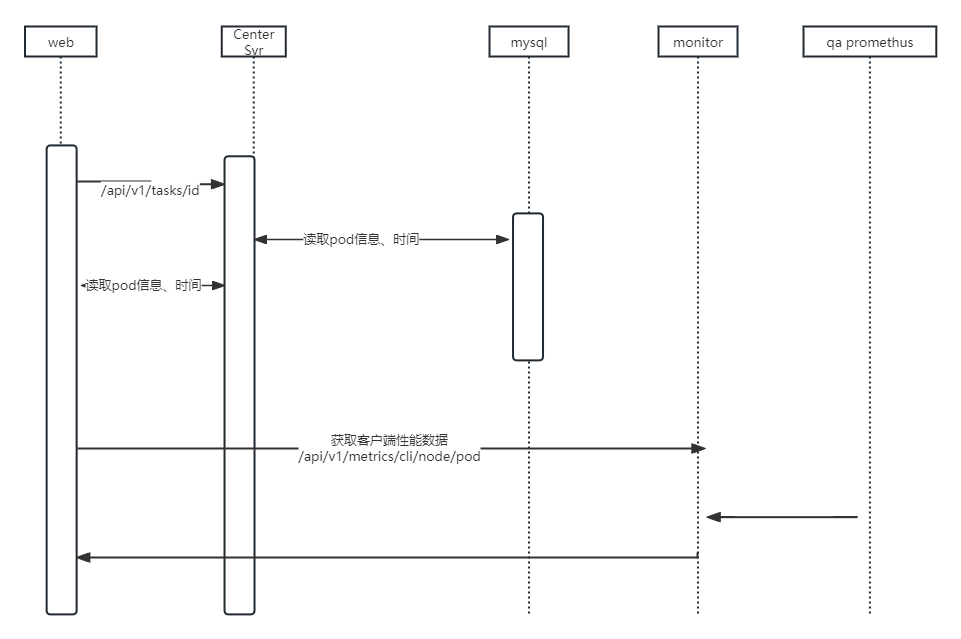 web
Center
Svr
mysql
monitor
qa promethus
/api/v1/tasks/id
读取pod信息、时间
读取pod信息、时间
获取客户端性能数据
/api/v1/metrics/cli/node/pod